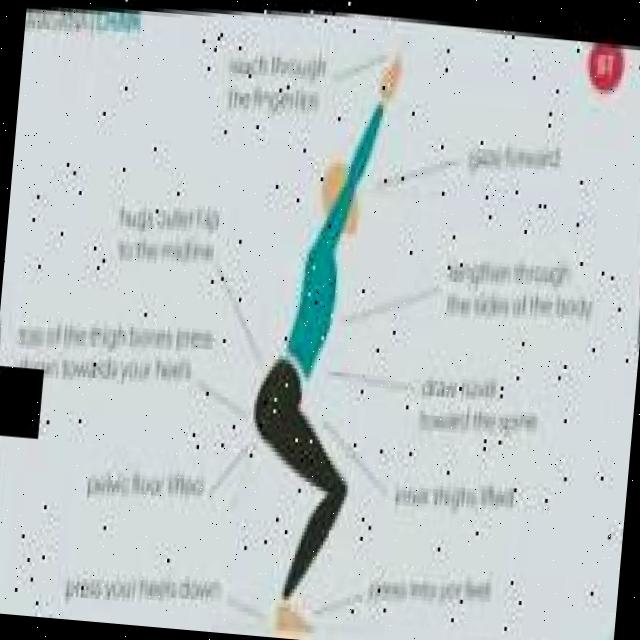 reach through
the fingertips
gaze forward
hugs outer hip
to the midline
lengthen through
the sides of the body
top of the thigh bones press
down towards your heels
draw navel
toward the spine
pelvic floor lifted
inner thighs lifted
press your heels down
press into your feet